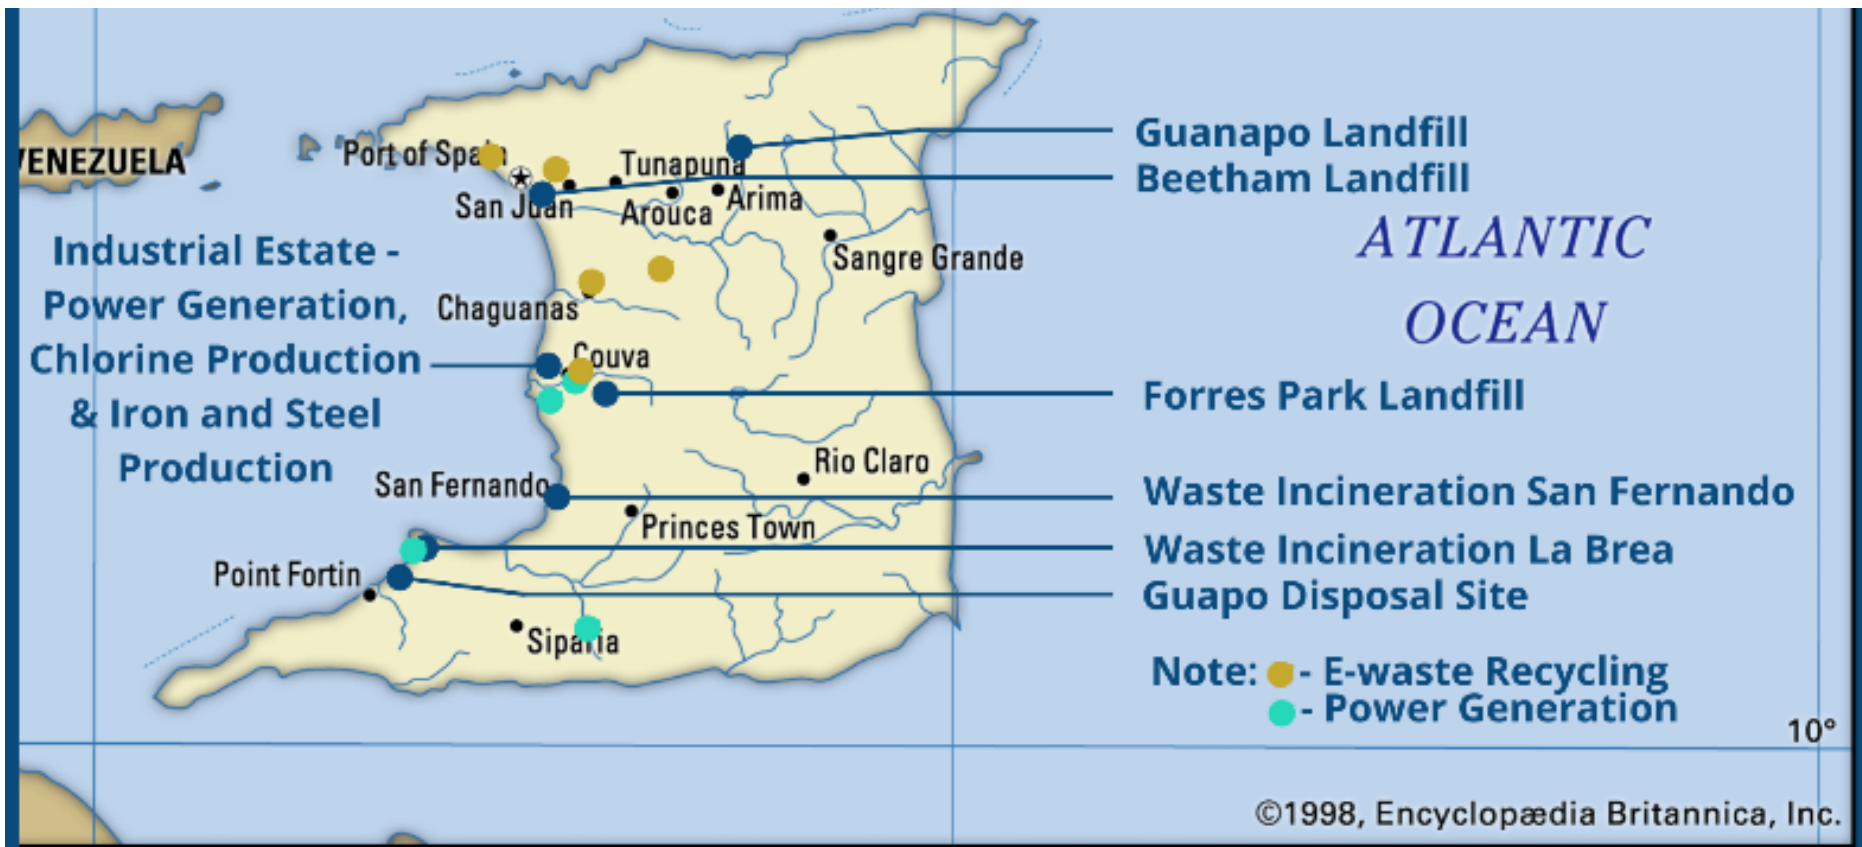 VENEZUELA
Port of Spain
San Juan
Tunapuna
Arouca
Arima
Sangre Grande
Chaguanas
Couva
San Fernando
Rio Claro
Princes Town
Point Fortin
Siparia
Industrial Estate -
Power Generation,
Chlorine Production
& Iron and Steel
Production
Guanapo Landfill
Beetham Landfill
ATLANTIC
OCEAN
Forres Park Landfill
Waste Incineration San Fernando
Waste Incineration La Brea
Guapo Disposal Site
Note: - E-waste Recycling
- Power Generation
10°
©1998, Encyclopædia Britannica, Inc.